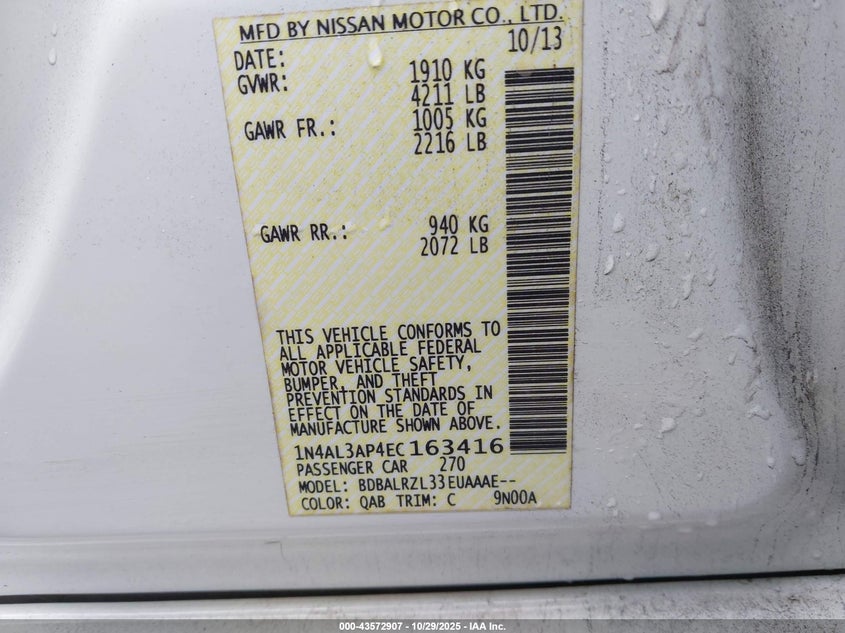 MFD BY NISSAN MOTOR CO., LTD.
DATE: 10/13
GVWR: 1910 KG
4211 LB
GAWR FR.: 1005 KG
2216 LB
GAWR RR.: 940 KG
2072 LB
THIS VEHICLE CONFORMS TO
ALL APPLICABLE FEDERAL
MOTOR VEHICLE SAFETY,
BUMPER, AND THEFT
PREVENTION STANDARDS IN
EFFECT ON THE DATE OF
MANUFACTURE SHOWN ABOVE.
1N4AL3AP4EC163416
PASSENGER CAR 270
MODEL: BDBALRZL33EUAAAE--
COLOR: QAB TRIM: C 9N00A
000-43572907 - 10/29/2025 - IAA Inc.